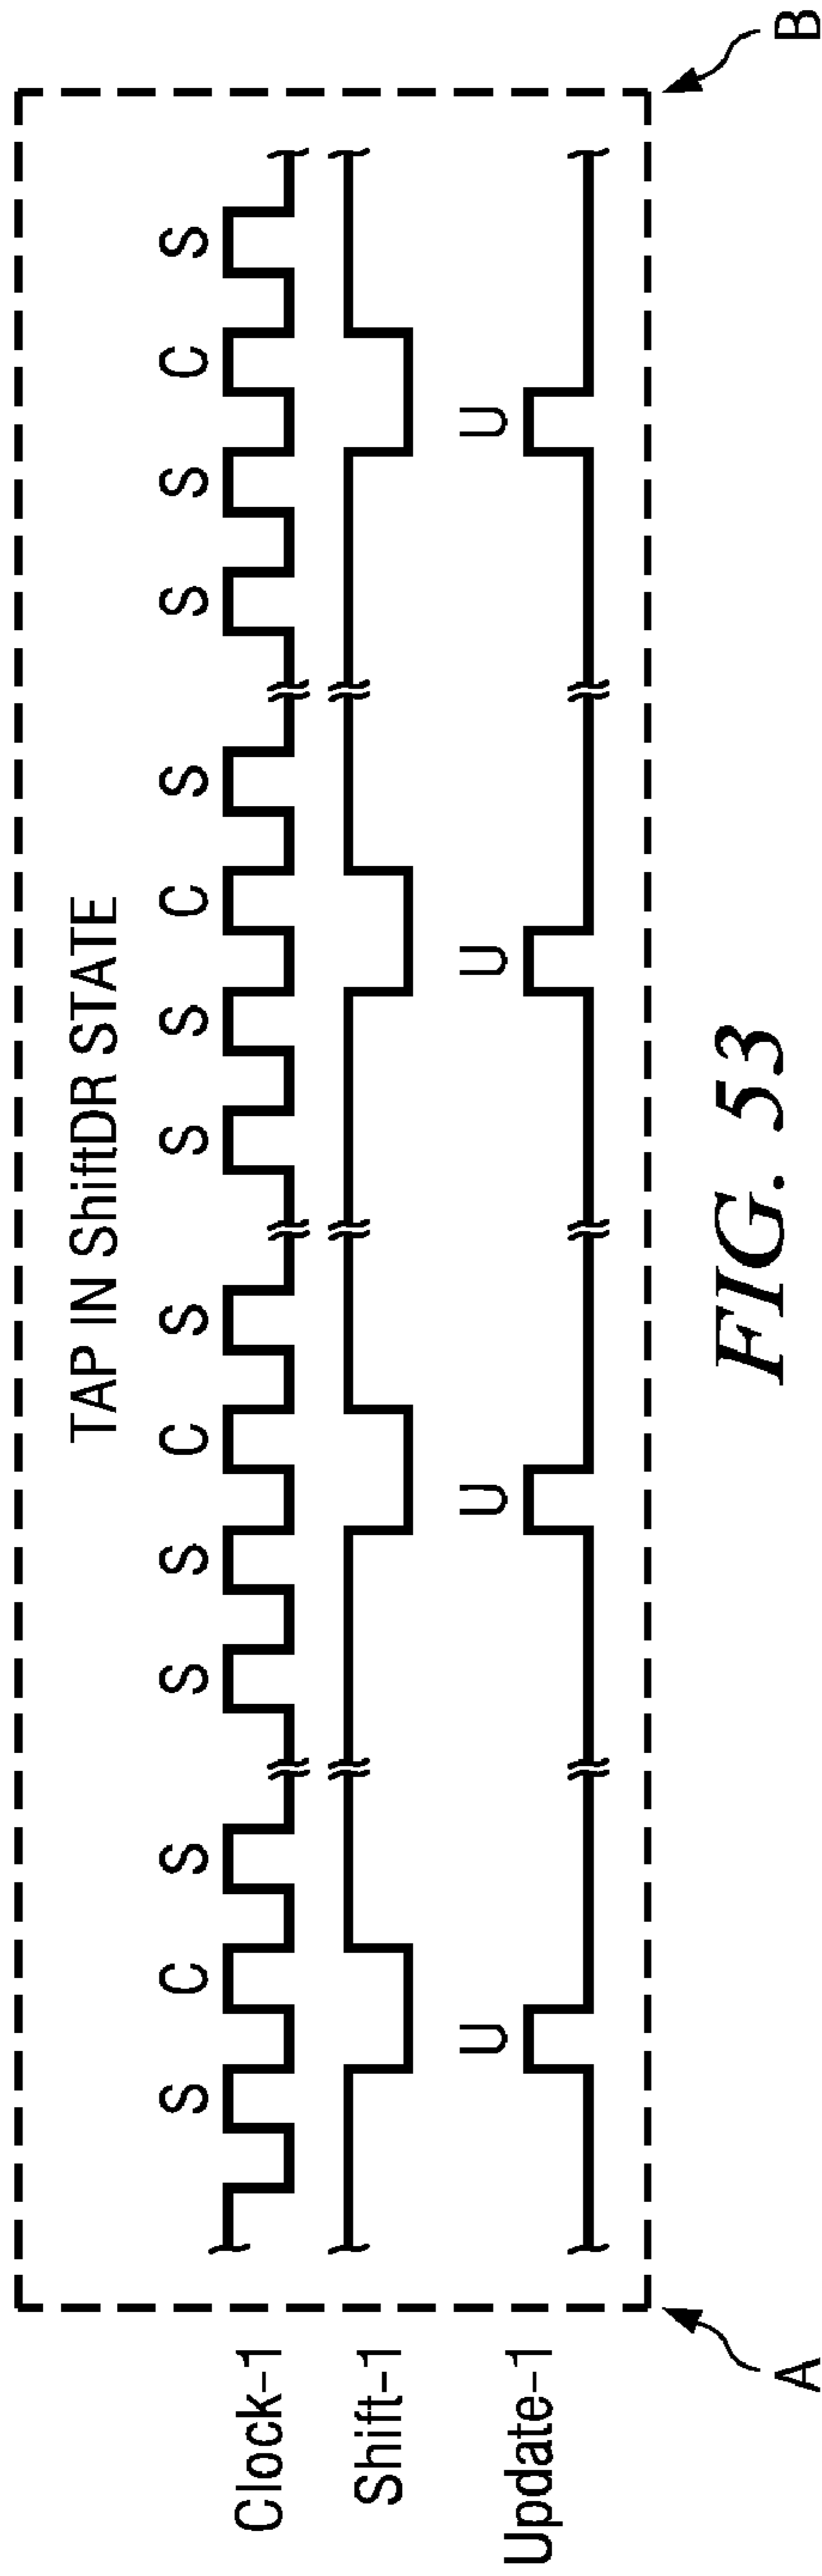 TAP IN ShiftDR STATE
S C S S S C S S S C S S S C S
Clock-1
Shift-1
U U U U
Update-1
A B
FIG. 53